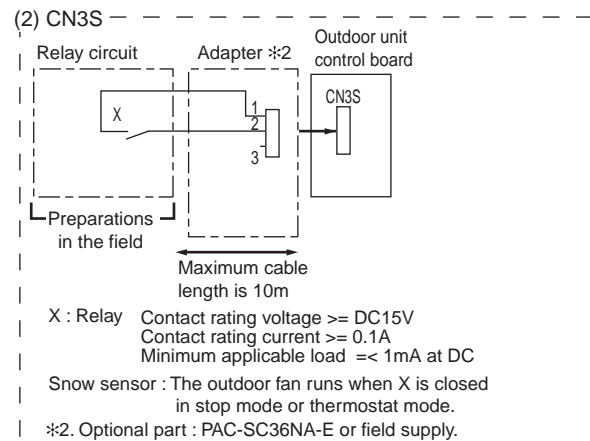 (2) CN3S
Relay circuit
Adapter ※2
Outdoor unit
control board
X
1
2
3
CN3S
Preparations
in the field
Maximum cable
length is 10m
X : Relay Contact rating voltage >= DC15V
Contact rating current >= 0.1A
Minimum applicable load =< 1mA at DC
Snow sensor : The outdoor fan runs when X is closed
in stop mode or thermostat mode.
※2. Optional part : PAC-SC36NA-E or field supply.